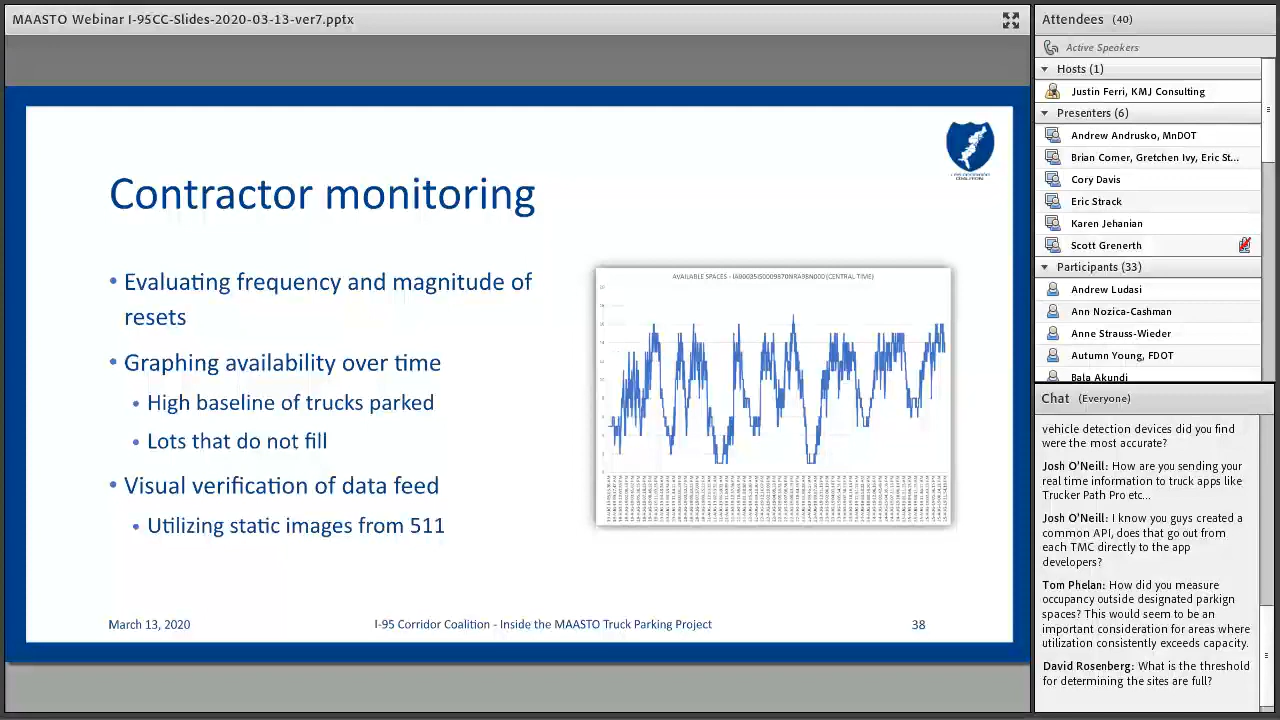 MAASTO Webinar I-95CC-Slides-2020-03-13-ver7.pptx
Contractor monitoring
• Evaluating frequency and magnitude of
resets
• Graphing availability over time
• High baseline of trucks parked
• Lots that do not fill
• Visual verification of data feed
• Utilizing static images from 511
March 13, 2020
I-95 Corridor Coalition - Inside the MAASTO Truck Parking Project
38
Attendees (40)
Active Speakers
Hosts (1)
Justin Ferri, KMJ Consulting
Presenters (6)
Andrew Andrusko, MnDOT
Brian Comer, Gretchen Ivy, Eric St...
Cory Davis
Eric Strack
Karen Jehanian
Scott Grenerth
Participants (33)
Andrew Ludasi
Ann Nozica-Cashman
Anne Strauss-Wieder
Autumn Young, FDOT
Bala Akundi
Chat (Everyone)
vehicle detection devices did you find
were the most accurate?
Josh O'Neill: How are you sending your
real time information to truck apps like
Trucker Path Pro etc...
Josh O'Neill: I know you guys created a
common API, does that go out from
each TMC directly to the app
developers?
Tom Phelan: How did you measure
occupancy outside designated parkign
spaces? This would seem to be an
important consideration for areas where
utilization consistently exceeds capacity.
David Rosenberg: What is the threshold
for determining the sites are full?